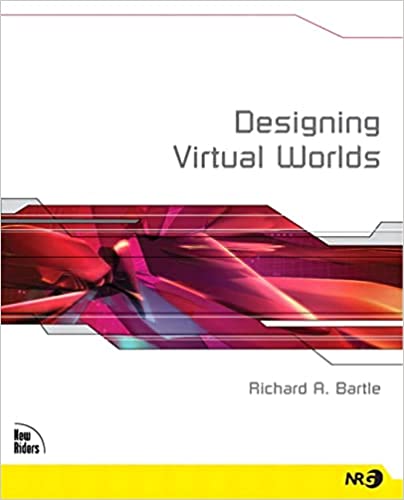 Designing
Virtual Worlds
Richard A. Bartle
New
Riders
NRG